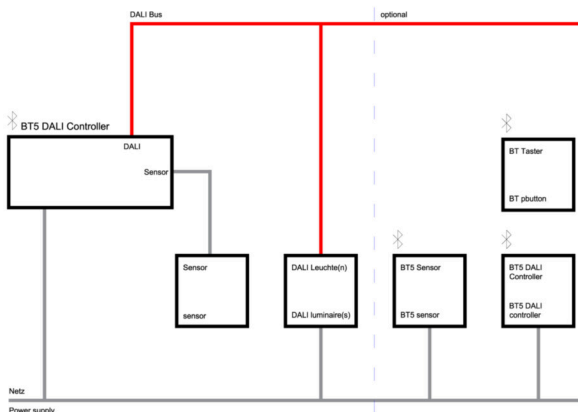 DALI Bus
optional
BT5 DALI Controller
DALI
Sensor
BT Taster
BT pbutton
Sensor
sensor
DALI Leuchte(n)
DALI luminaire(s)
BT5 Sensor
BT5 sensor
BT5 DALI
Controller
BT5 DALI
controller
Netz
Power supply